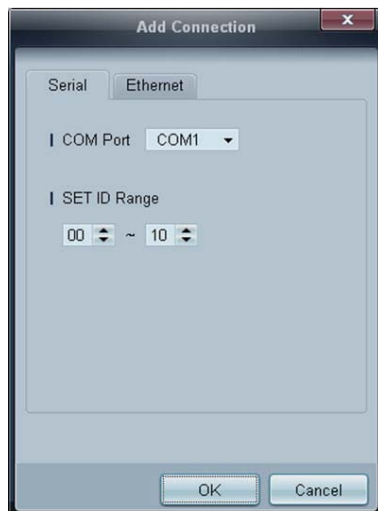 Add Connection
x
Serial Ethernet
COM Port COM1
SET ID Range
00 ~ 10
OK Cancel